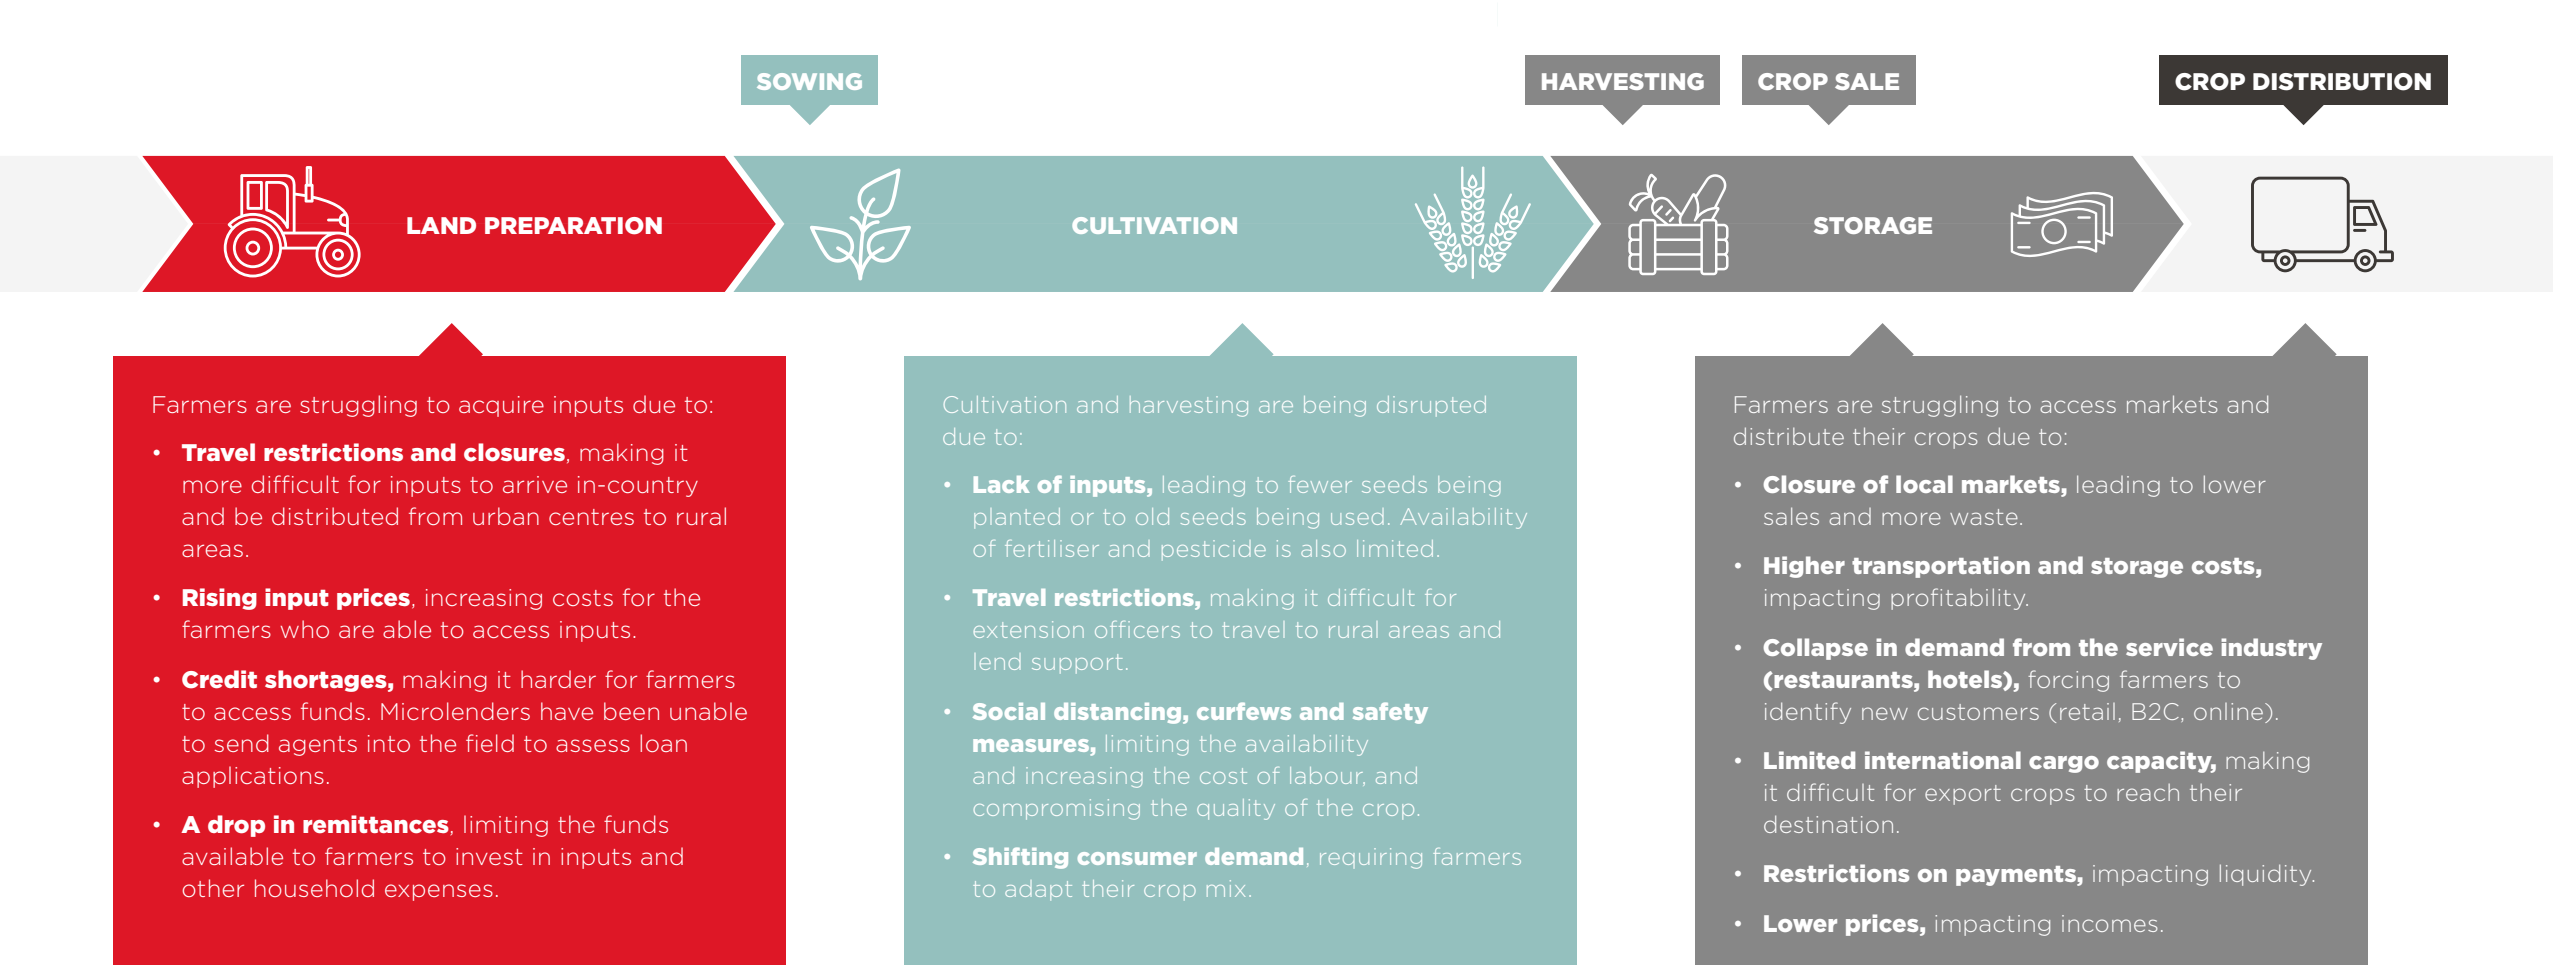 SOWING
HARVESTING
CROP SALE
CROP DISTRIBUTION
LAND PREPARATION
CULTIVATION
STORAGE
Farmers are struggling to acquire inputs due to:
• Travel restrictions and closures, making it
more difficult for inputs to arrive in-country
and be distributed from urban centres to rural
areas.
• Rising input prices, increasing costs for the
farmers who are able to access inputs.
• Credit shortages, making it harder for farmers
to access funds. Microlenders have been unable
to send agents into the field to assess loan
applications.
• A drop in remittances, limiting the funds
available to farmers to invest in inputs and
other household expenses.
Cultivation and harvesting are being disrupted
due to:
• Lack of inputs, leading to fewer seeds being
planted or to old seeds being used. Availability
of fertiliser and pesticide is also limited.
• Travel restrictions, making it difficult for
extension officers to travel to rural areas and
lend support.
• Social distancing, curfews and safety
measures, limiting the availability
and increasing the cost of labour, and
compromising the quality of the crop.
• Shifting consumer demand, requiring farmers
to adapt their crop mix.
Farmers are struggling to access markets and
distribute their crops due to:
• Closure of local markets, leading to lower
sales and more waste.
• Higher transportation and storage costs,
impacting profitability.
• Collapse in demand from the service industry
(restaurants, hotels), forcing farmers to
identify new customers (retail, B2C, online).
• Limited international cargo capacity, making
it difficult for export crops to reach their
destination.
• Restrictions on payments, impacting liquidity.
• Lower prices, impacting incomes.